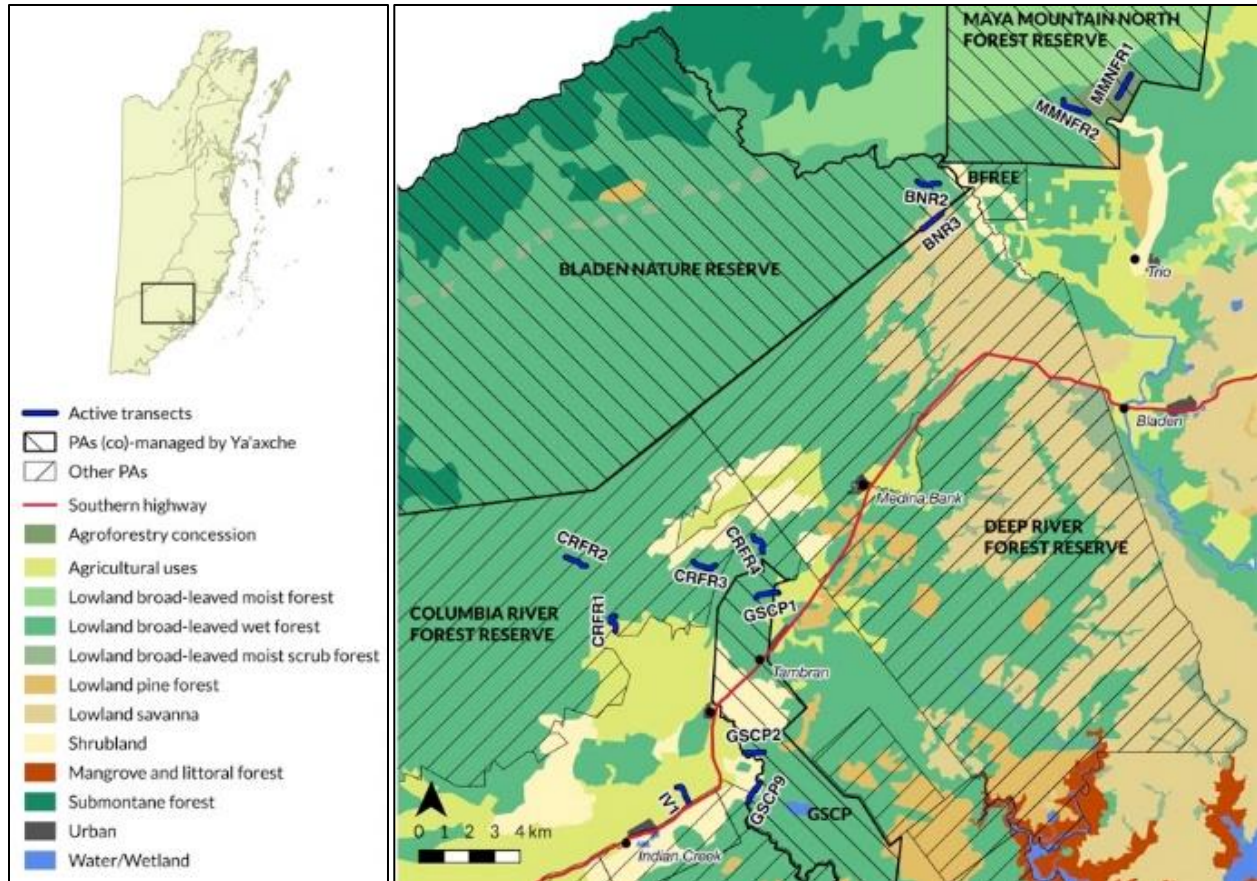 Active transects
PAs (co)-managed by Ya'axche
Other PAs
Southern highway
Agroforestry concession
Agricultural uses
Lowland broad-leaved moist forest
Lowland broad-leaved wet forest
Lowland broad-leaved moist scrub forest
Lowland pine forest
Lowland savanna
Shrubland
Mangrove and littoral forest
Submontane forest
Urban
Water/Wetland
MAYA MOUNTAIN NORTH
FOREST RESERVE
MMNFR1
MMNFR2
BFREE
BNR2
BNR3
BLADEN NATURE RESERVE
Trio
Bladen
Medina Bank
DEEP RIVER
FOREST RESERVE
CRFR2
CRFR3
CRFR4
GSCP1
COLUMBIA RIVER
FOREST RESERVE
CRFR1
Tambran
GSCP2
IV1
GSCP9
GSCP
0 1 2 3 4 km
Indian Creek